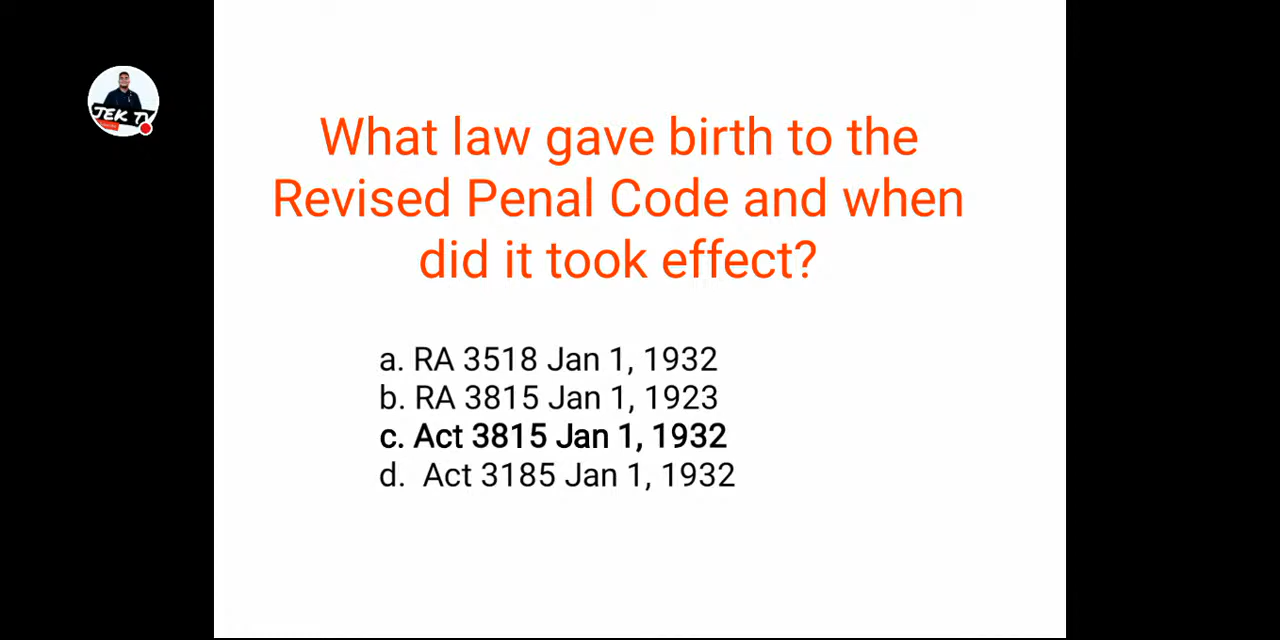 JEK TV
What law gave birth to the
Revised Penal Code and when
did it took effect?
a. RA 3518 Jan 1, 1932
b. RA 3815 Jan 1, 1923
c. Act 3815 Jan 1, 1932
d. Act 3185 Jan 1, 1932